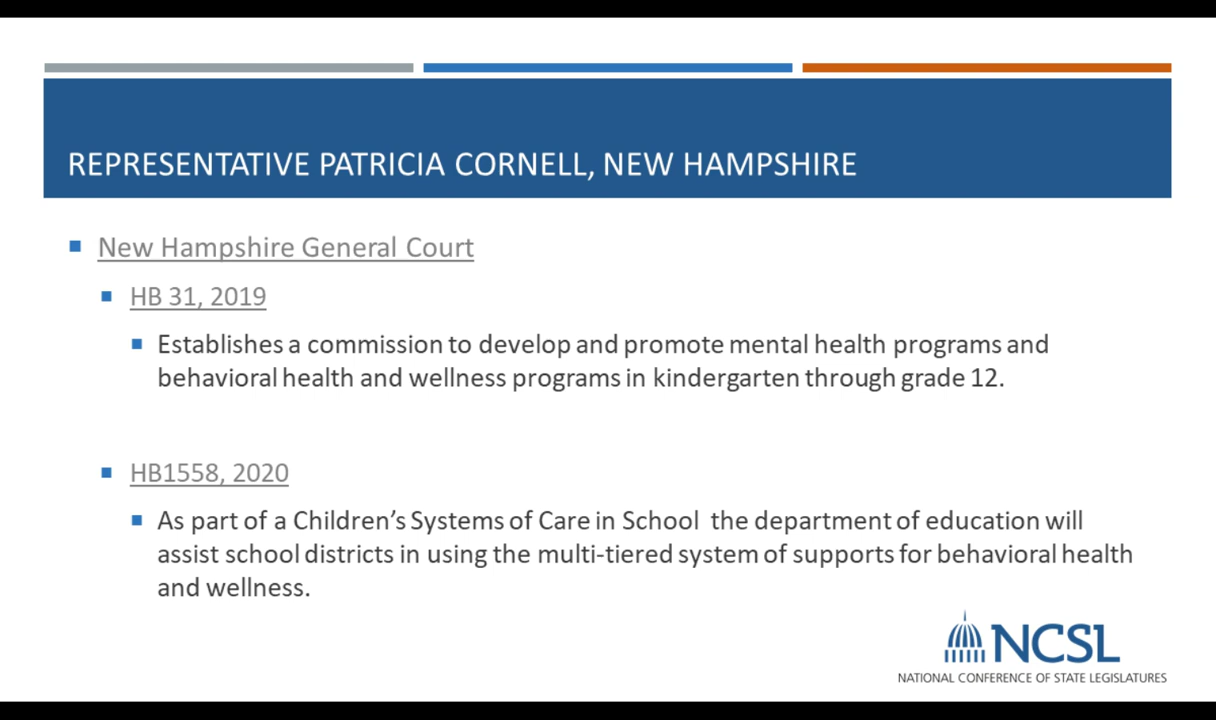 REPRESENTATIVE PATRICIA CORNELL, NEW HAMPSHIRE
New Hampshire General Court
HB 31, 2019
Establishes a commission to develop and promote mental health programs and
behavioral health and wellness programs in kindergarten through grade 12.
HB1558, 2020
As part of a Children's Systems of Care in School the department of education will
assist school districts in using the multi-tiered system of supports for behavioral health
and wellness.
NCSL
NATIONAL CONFERENCE OF STATE LEGISLATURES